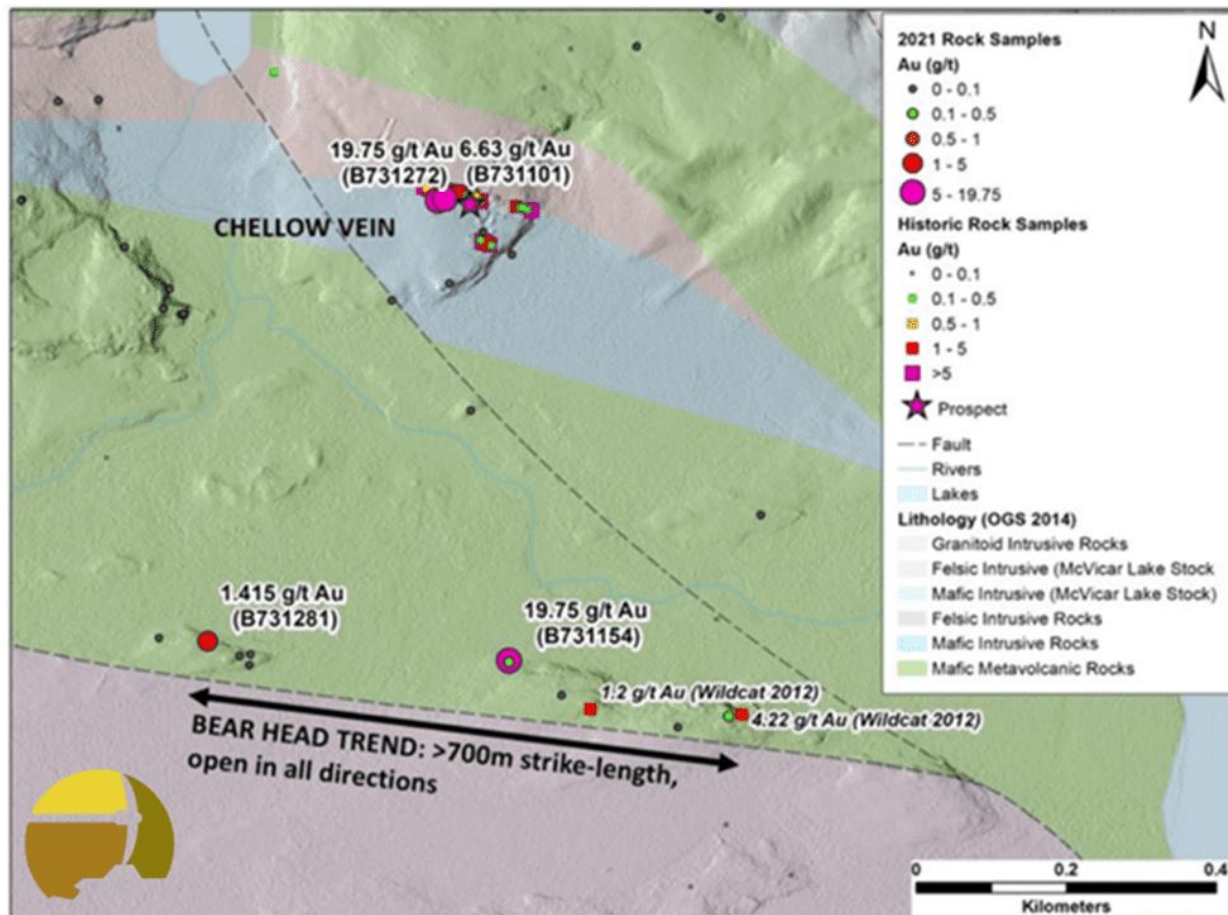 19.75 g/t Au 6.63 g/t Au
(B731272) (B731101)
CHELLOW VEIN
1.415 g/t Au
(B731281)
19.75 g/t Au
(B731154)
1.2 g/t Au (Wildcat 2012)
4.22 g/t Au (Wildcat 2012)
BEAR HEAD TREND: >700m strike-length,
open in all directions
N
2021 Rock Samples
Au (g/t)
0 - 0.1
0.1 - 0.5
0.5 - 1
1 - 5
5 - 19.75
Historic Rock Samples
Au (g/t)
0 - 0.1
0.1 - 0.5
0.5 - 1
1 - 5
>5
Prospect
Fault
Rivers
Lakes
Lithology (OGS 2014)
Granitoid Intrusive Rocks
Felsic Intrusive (McVicar Lake Stock
Mafic Intrusive (McVicar Lake Stock)
Felsic Intrusive Rocks
Mafic Intrusive Rocks
Mafic Metavolcanic Rocks
0 0.2 0.4
Kilometers